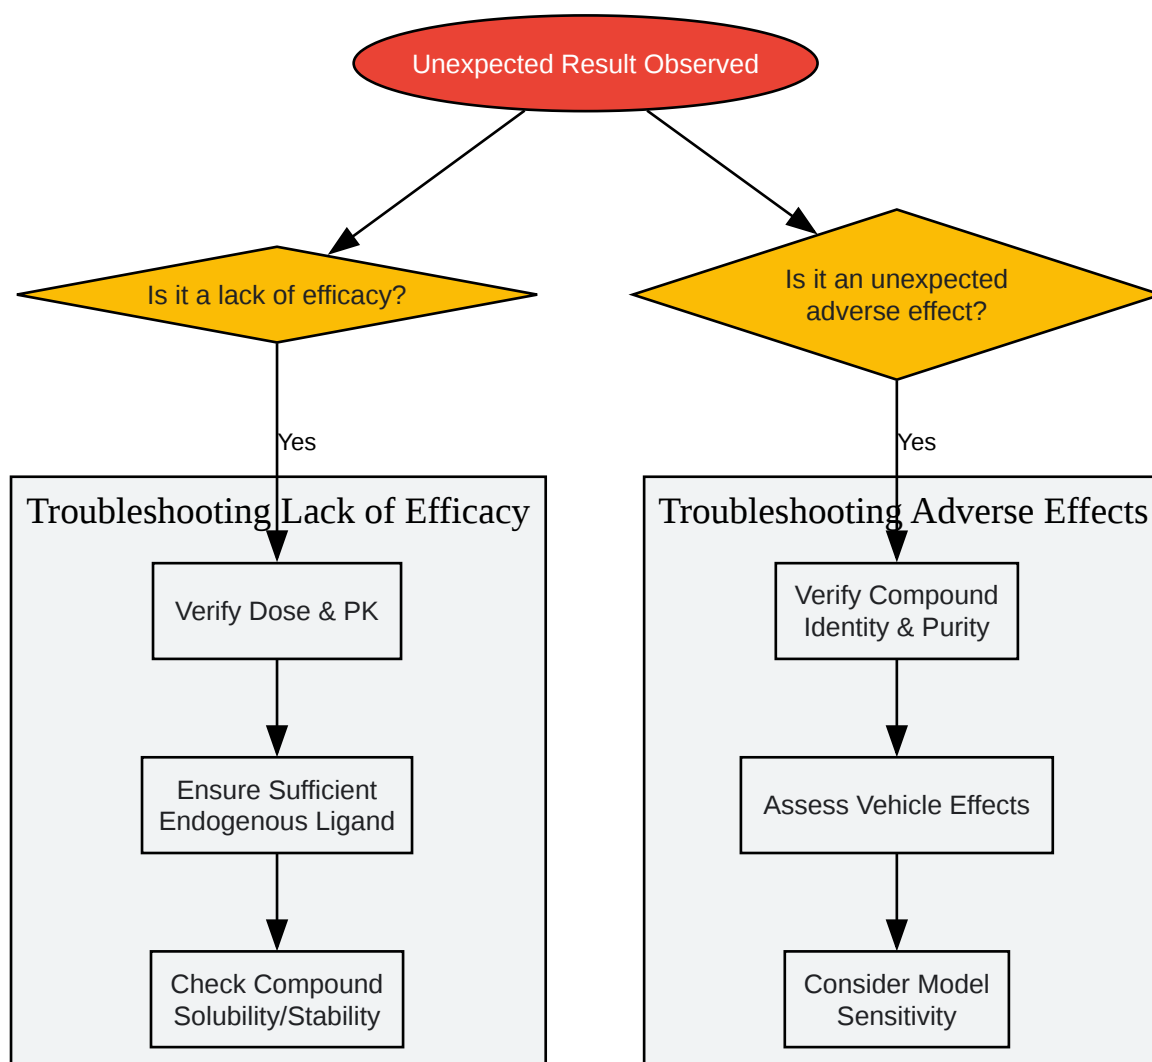 Unexpected Result Observed
Is it a lack of efficacy?
Is it an unexpected
adverse effect?
Yes
Yes
Troubleshooting Lack of Efficacy
Troubleshooting Adverse Effects
Verify Dose & PK
Verify Compound
Identity & Purity
Ensure Sufficient
Endogenous Ligand
Assess Vehicle Effects
Check Compound
Solubility/Stability
Consider Model
Sensitivity